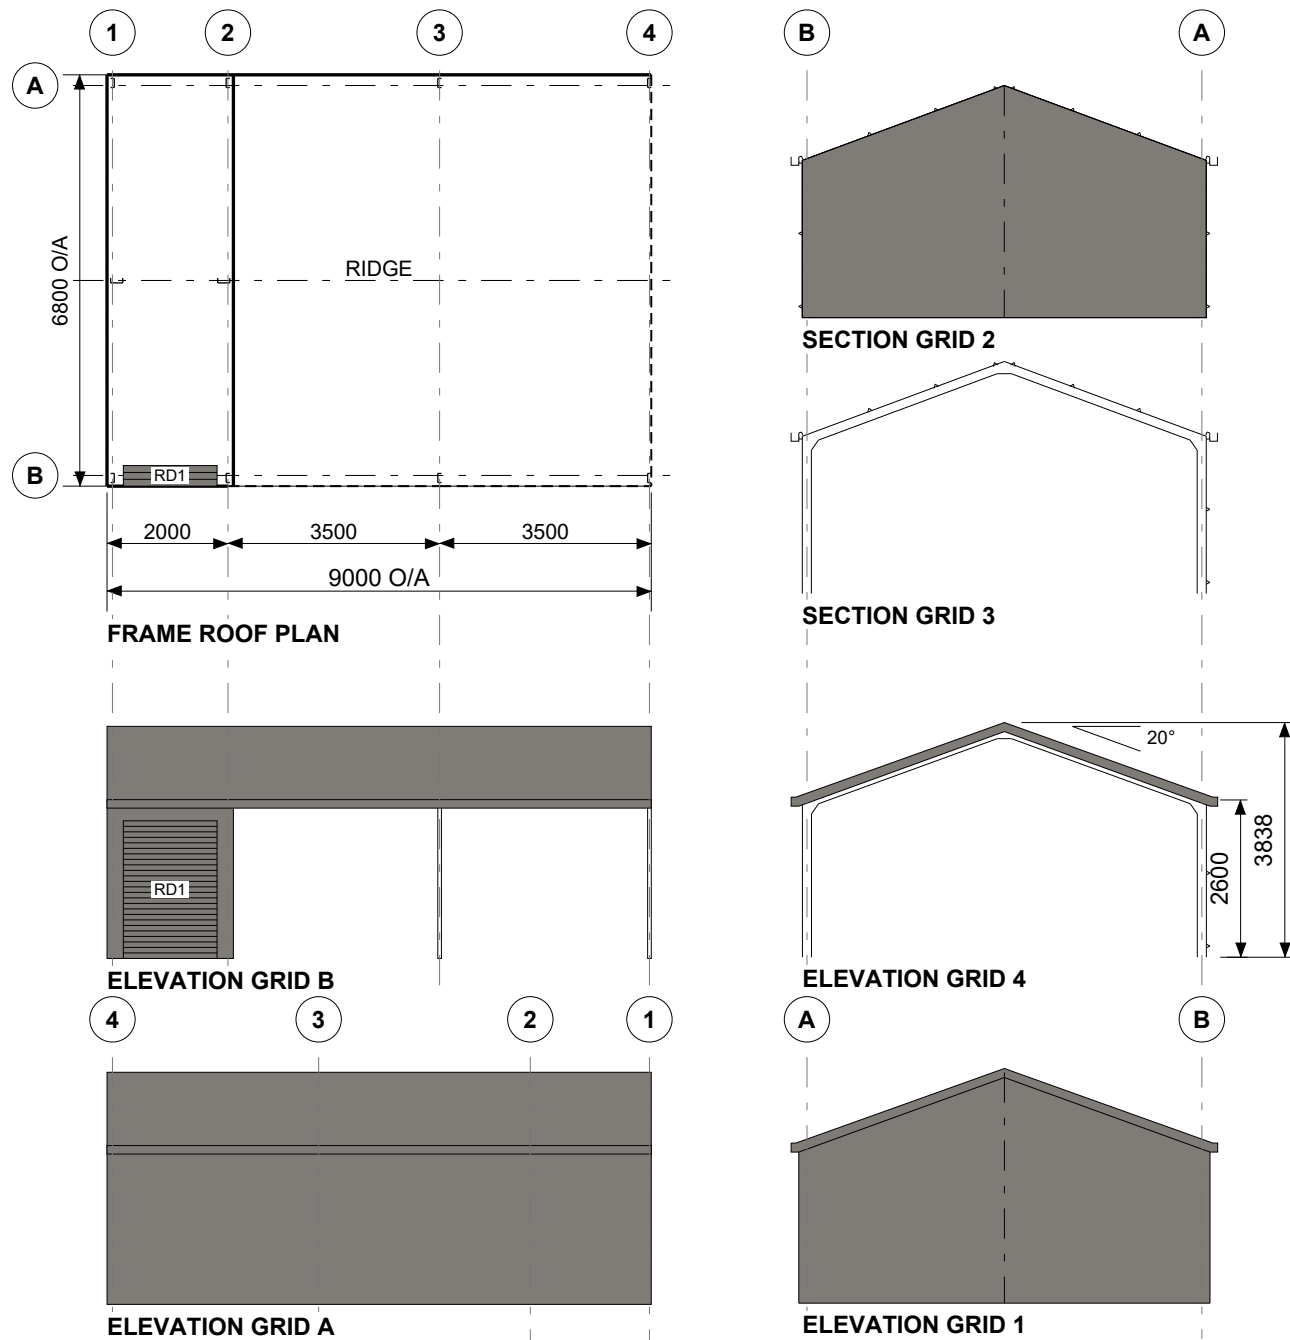 1 2 3 4
A
6800 O/A
RIDGE
B
RD1
2000 3500 3500
9000 O/A
FRAME ROOF PLAN
B A
SECTION GRID 2
SECTION GRID 3
RD1
ELEVATION GRID B
20°
2600
3838
ELEVATION GRID 4
4 3 2 1
ELEVATION GRID A
A B
ELEVATION GRID 1